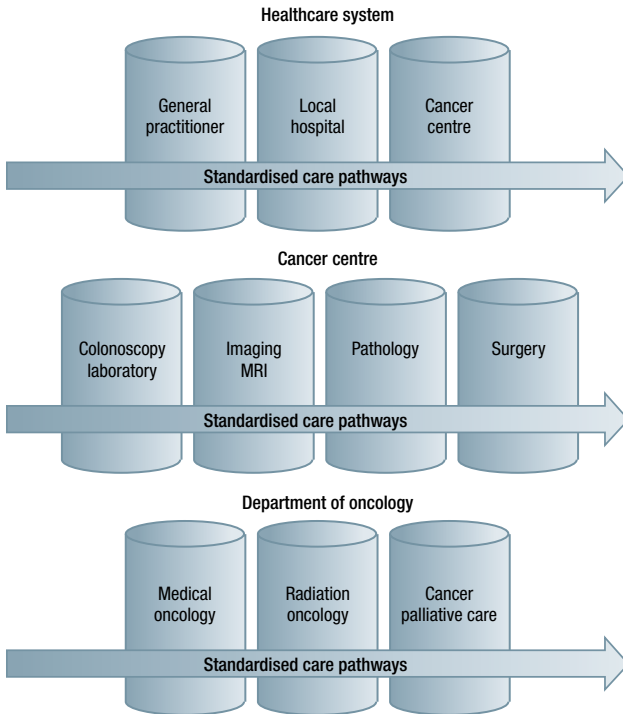 Healthcare system
General
practitioner
Local
hospital
Cancer
centre
Standardised care pathways
Cancer centre
Colonoscopy
laboratory
Imaging
MRI
Pathology
Surgery
Standardised care pathways
Department of oncology
Medical
oncology
Radiation
oncology
Cancer
palliative care
Standardised care pathways